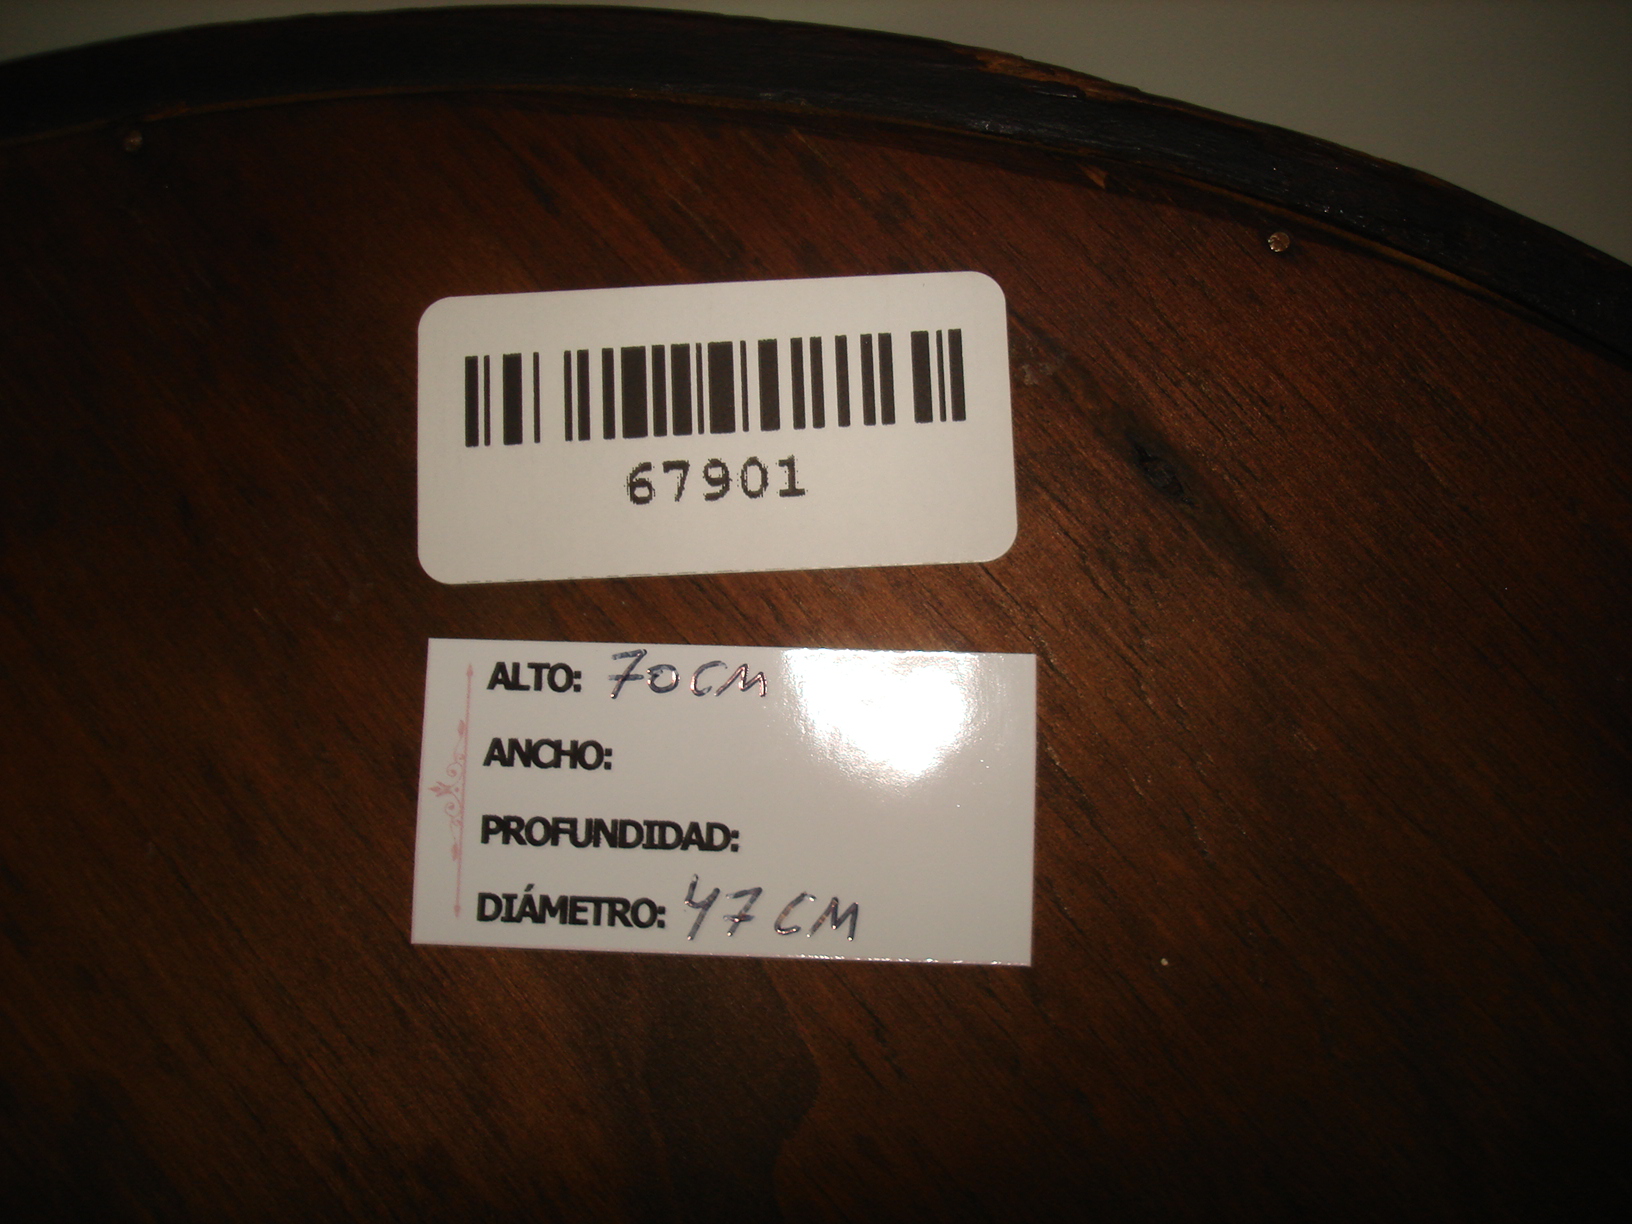 67901
ALTO: 70 CM
ANCHO:
PROFUNDIDAD:
DIÁMETRO: 47 CM